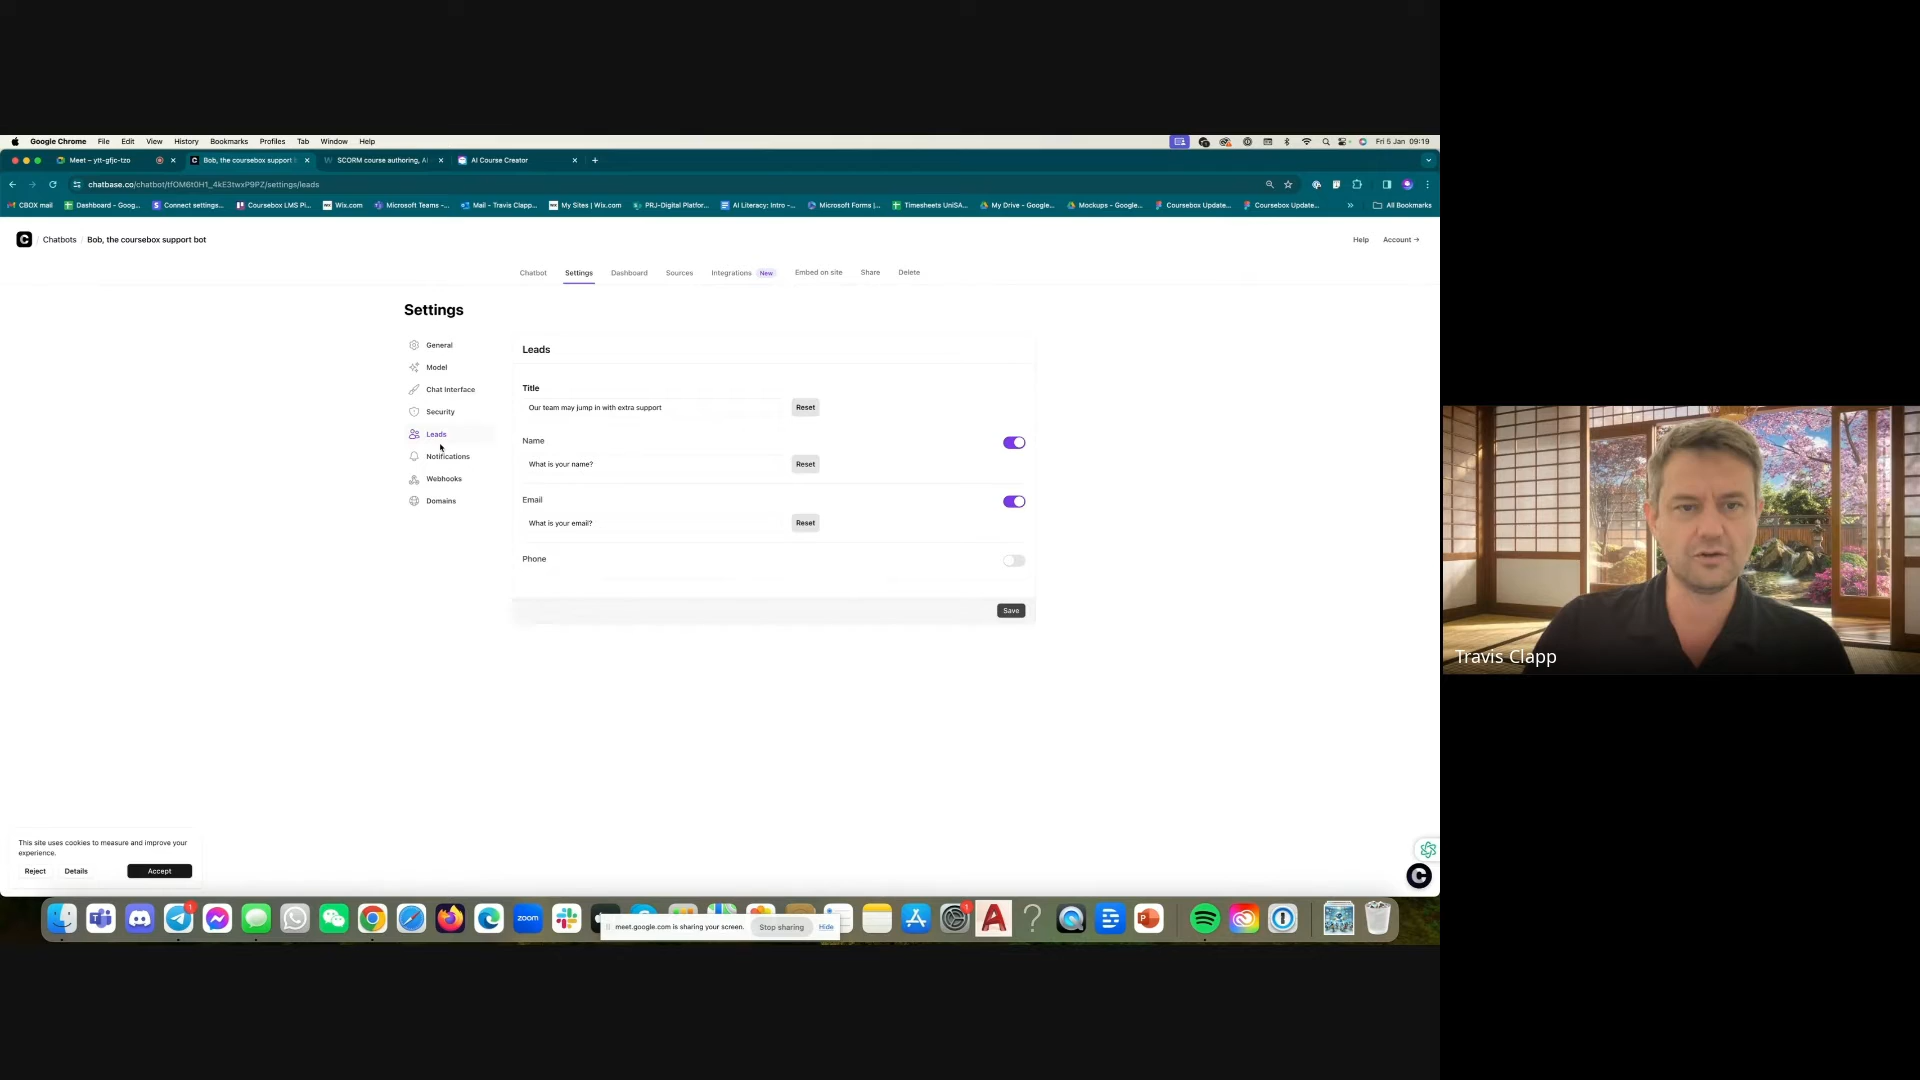 Google Chrome File Edit View History Bookmarks Profiles Tab Window Help Fri 5 Jan 09:19
Meet – ytt-gfjc-tzo Bob, the coursebox support b SCORM course authoring, AI AI Course Creator
chatbase.co/chatbot/tfOM6t0H1_4kE3twxP9PZ/settings/leads
CBOX mail Dashboard - Goog... Connect settings... Coursebox LMS Pi... Wix.com Microsoft Teams -... Mail - Travis Clapp... My Sites | Wix.com PRJ-Digital Platfor... AI Literacy: Intro -... Microsoft Forms |... Timesheets UniSA... My Drive - Google... Mockups - Google... Coursebox Update... Coursebox Update... » All Bookmarks
C / Chatbots / Bob, the coursebox support bot Help Account →
Chatbot Settings Dashboard Sources Integrations New Embed on site Share Delete
Settings
General
Model
Chat Interface
Security
Leads
Notifications
Webhooks
Domains
Leads
Title
Our team may jump in with extra support Reset
Name
What is your name? Reset
Email
What is your email? Reset
Phone
Save
Travis Clapp
This site uses cookies to measure and improve your
experience.
Reject Details Accept
C
zoom
meet.google.com is sharing your screen. Stop sharing Hide